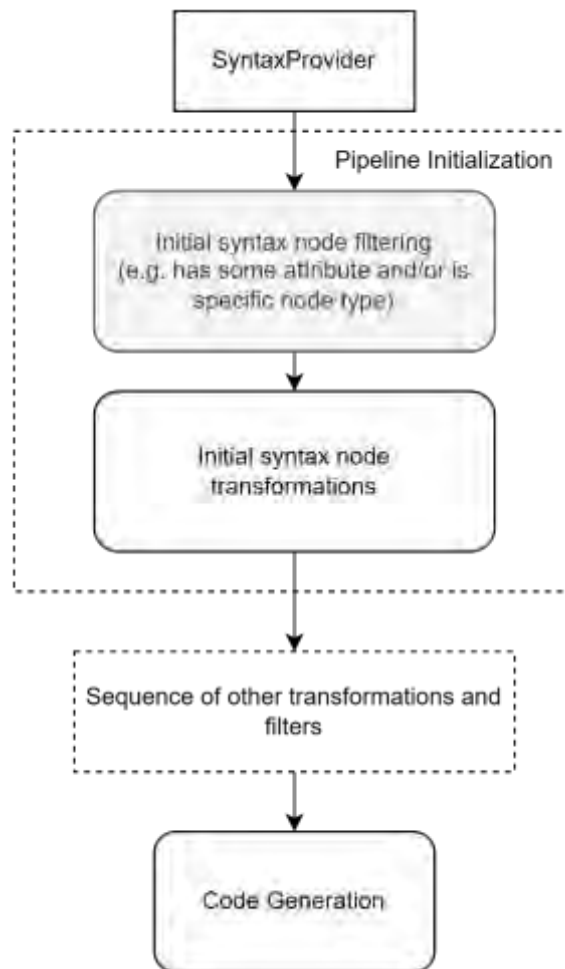 SyntaxProvider
Pipeline Initialization
Initial syntax node filtering
(e.g. has some attribute and/or is
specific node type)
Initial syntax node
transformations
Sequence of other transformations and
filters
Code Generation